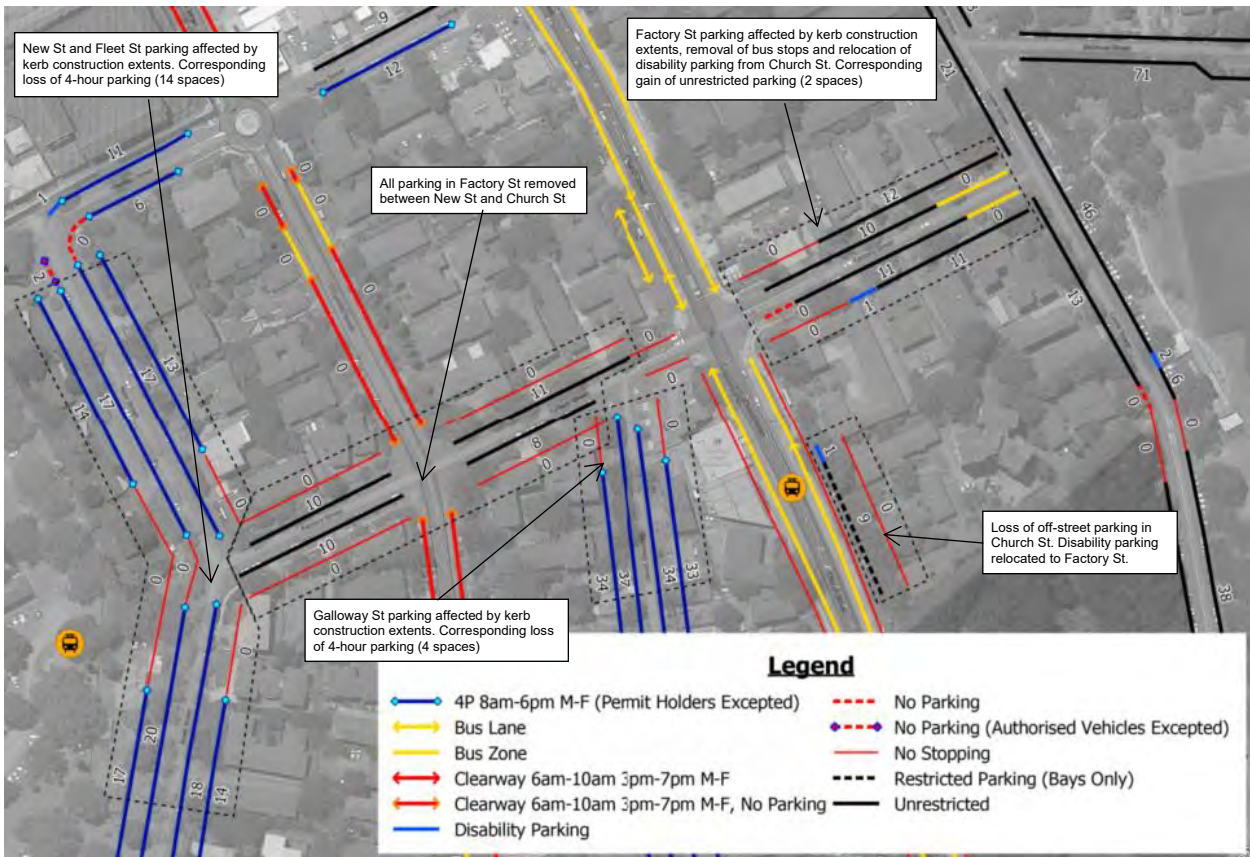 New St and Fleet St parking affected by
kerb construction extents. Corresponding
loss of 4-hour parking (14 spaces)
Factory St parking affected by kerb construction
extents, removal of bus stops and relocation of
disability parking from Church St. Corresponding
gain of unrestricted parking (2 spaces)
All parking in Factory St removed
between New St and Church St
Loss of off-street parking in
Church St. Disability parking
relocated to Factory St.
Galloway St parking affected by kerb
construction extents. Corresponding loss
of 4-hour parking (4 spaces)
9
12
21
71
11
1
6
0
2
0
0
0
0
0
0
13
17
17
14
0
0
0
0
10
10
0
0
11
8
0
0
0
0
0
34
37
34
33
12
0
0
10
0
11
11
0
1
46
13
2
6
0
0
38
1
9
0
17
20
18
14
0
Legend
4P 8am-6pm M-F (Permit Holders Excepted)
Bus Lane
Bus Zone
Clearway 6am-10am 3pm-7pm M-F
Clearway 6am-10am 3pm-7pm M-F, No Parking
Disability Parking
No Parking
No Parking (Authorised Vehicles Excepted)
No Stopping
Restricted Parking (Bays Only)
Unrestricted